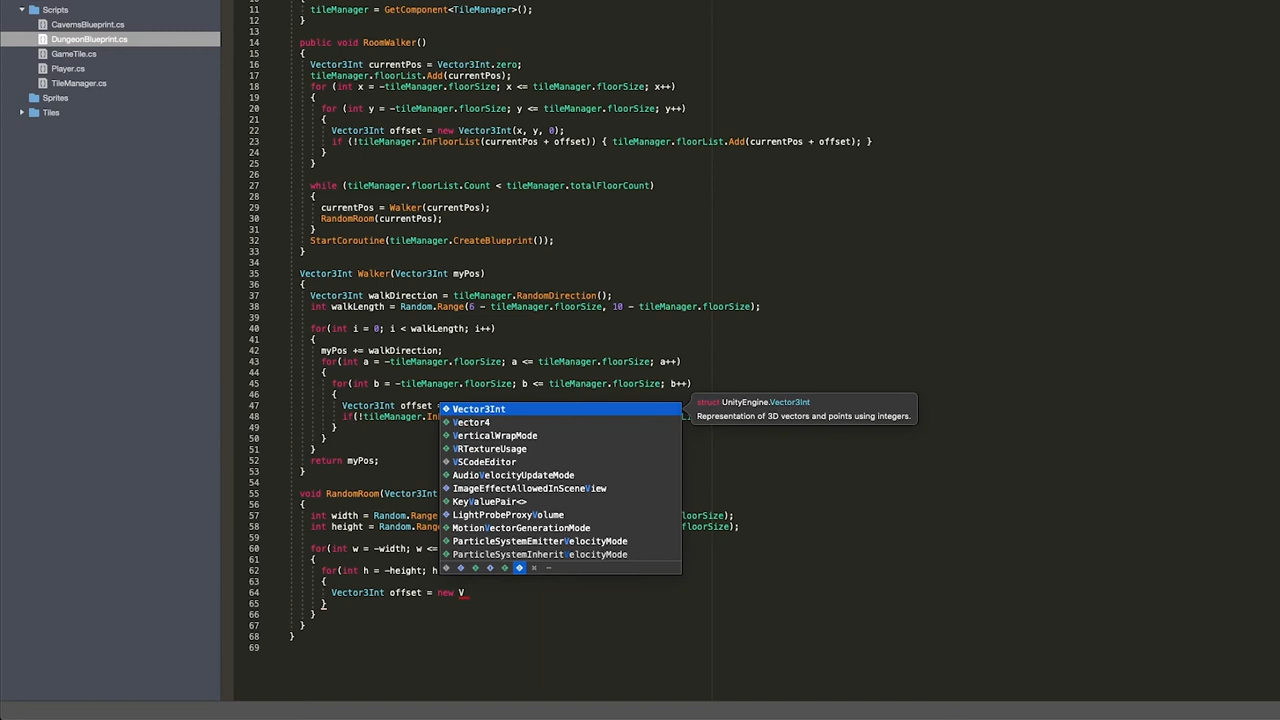 Scripts
CavernsBlueprint.cs
DungeonBlueprint.cs
GameTile.cs
Player.cs
TileManager.cs
Sprites
Tiles
11 tileManager = GetComponent<TileManager>();
12 }
13
14 public void RoomWalker()
15 {
16 Vector3Int currentPos = Vector3Int.zero;
17 tileManager.floorList.Add(currentPos);
18 for (int x = -tileManager.floorSize; x <= tileManager.floorSize; x++)
19 {
20 for (int y = -tileManager.floorSize; y <= tileManager.floorSize; y++)
21 {
22 Vector3Int offset = new Vector3Int(x, y, 0);
23 if (!tileManager.InFloorList(currentPos + offset)) { tileManager.floorList.Add(currentPos + offset); }
24 }
25 }
26
27 while (tileManager.floorList.Count < tileManager.totalFloorCount)
28 {
29 currentPos = Walker(currentPos);
30 RandomRoom(currentPos);
31 }
32 StartCoroutine(tileManager.CreateBlueprint());
33 }
34
35 Vector3Int Walker(Vector3Int myPos)
36 {
37 Vector3Int walkDirection = tileManager.RandomDirection();
38 int walkLength = Random.Range(6 - tileManager.floorSize, 10 - tileManager.floorSize);
39
40 for(int i = 0; i < walkLength; i++)
41 {
42 myPos += walkDirection;
43 for(int a = -tileManager.floorSize; a <= tileManager.floorSize; a++)
44 {
45 for(int b = -tileManager.floorSize; b <= tileManager.floorSize; b++)
46 {
47 Vector3Int offset
48 if(!tileManager.In
49 }
50 }
51 }
52 return myPos;
53 }
54
55 void RandomRoom(Vector3Int
56 {
57 int width = Random.Range floorSize);
58 int height = Random.Rang floorSize);
59
60 for(int w = -width; w <=
61 {
62 for(int h = -height; h
63 {
64 Vector3Int offset = new V
65 }
66 }
67 }
68 }
69
Vector3Int
Vector4
VerticalWrapMode
VRTextureUsage
VSCodeEditor
AudioVelocityUpdateMode
ImageEffectAllowedInSceneView
KeyValuePair<>
LightProbeProxyVolume
MotionVectorGenerationMode
ParticleSystemEmitterVelocityMode
ParticleSystemInheritVelocityMode
struct UnityEngine.Vector3Int
Representation of 3D vectors and points using integers.